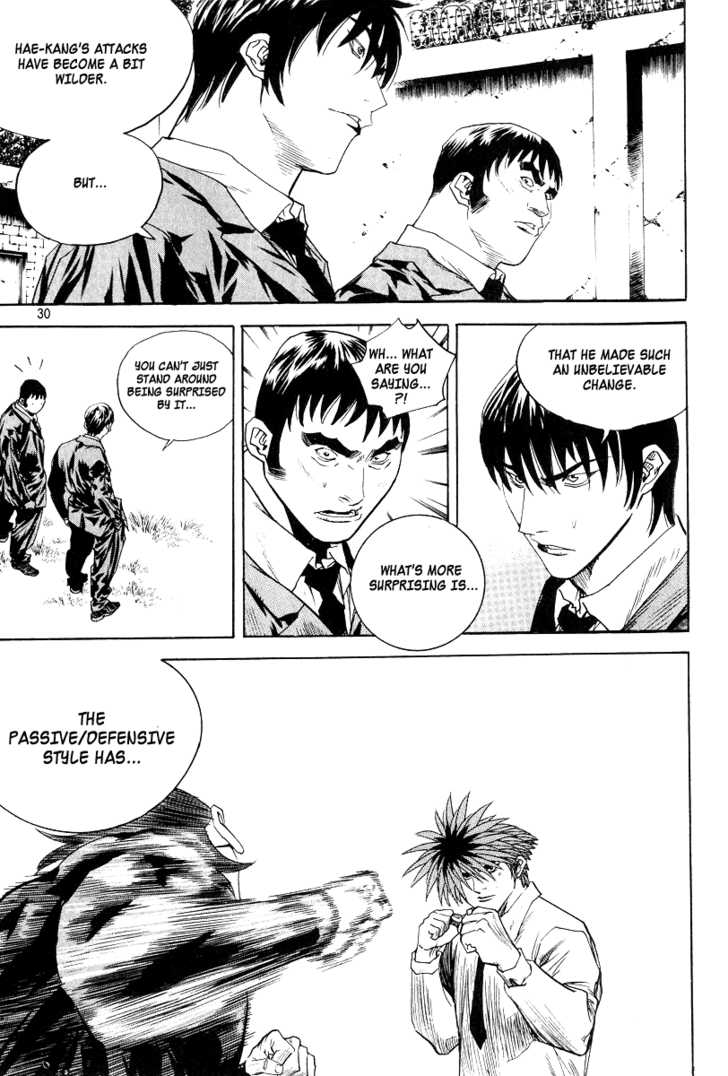 HAE-KANG'S ATTACKS
HAVE BECOME A BIT
WILDER.
BUT...
30
YOU CAN'T JUST
STAND AROUND
BEING SURPRISED
BY IT...
WH... WHAT
ARE YOU
SAYING...
?!
WHAT'S MORE
SURPRISING IS...
THAT HE MADE SUCH
AN UNBELIEVABLE
CHANGE.
THE
PASSIVE/DEFENSIVE
STYLE HAS...